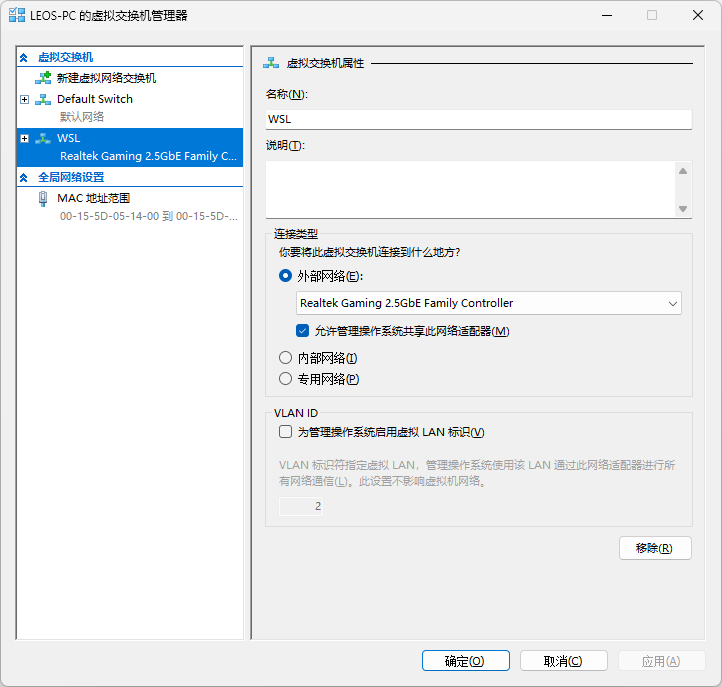 LEOS-PC 的虚拟交换机管理器
虚拟交换机
新建虚拟网络交换机
Default Switch
默认网络
WSL
Realtek Gaming 2.5GbE Family C...
全局网络设置
MAC 地址范围
00-15-5D-05-14-00 到 00-15-5D-...
虚拟交换机属性
名称(N):
WSL
说明(T):
连接类型
你要将此虚拟交换机连接到什么地方?
外部网络(E):
Realtek Gaming 2.5GbE Family Controller
允许管理操作系统共享此网络适配器(M)
内部网络(I)
专用网络(P)
VLAN ID
为管理操作系统启用虚拟 LAN 标识(V)
VLAN 标识符指定虚拟 LAN，管理操作系统使用该 LAN 通过此网络适配器进行所
有网络通信(L)。此设置不影响虚拟机网络。
2
移除(R)
确定(O)
取消(C)
应用(A)